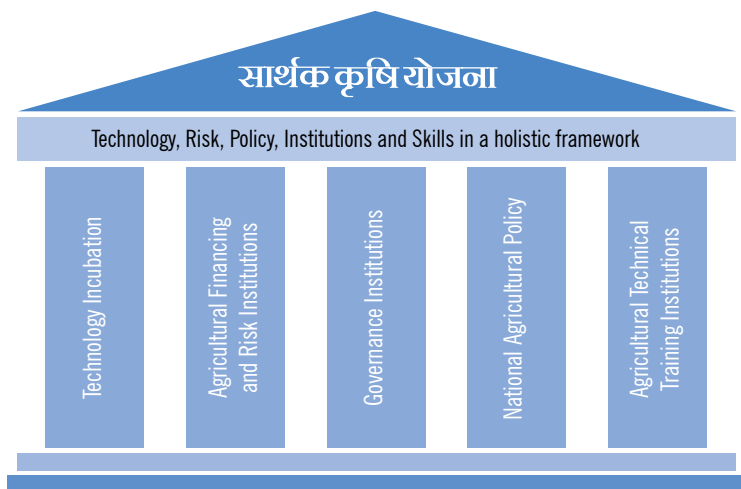 सार्थक कृषि योजना
Technology, Risk, Policy, Institutions and Skills in a holistic framework
Technology Incubation
Agricultural Financing
and Risk Institutions
Governance Institutions
National Agricultural Policy
Agricultural Technical
Training Institutions